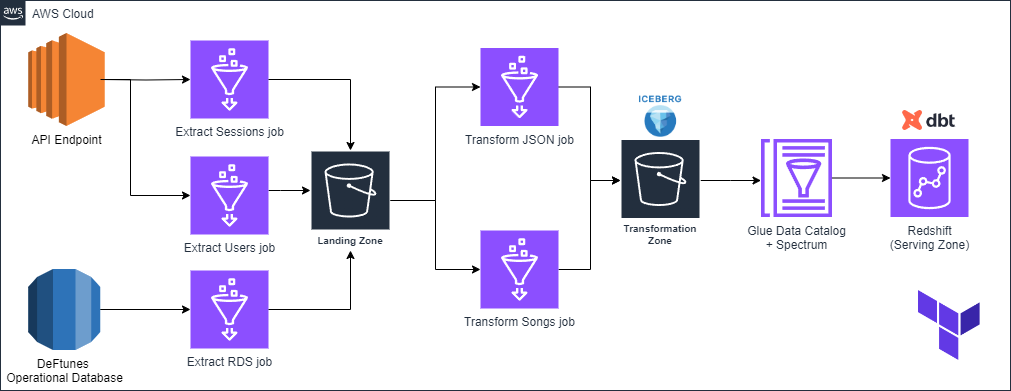 aws
AWS Cloud
API Endpoint
Extract Sessions job
Extract Users job
DeFtunes
Operational Database
Extract RDS job
Landing Zone
Transform JSON job
Transform Songs job
ICEBERG
Transformation
Zone
Glue Data Catalog
+ Spectrum
dbt
Redshift
(Serving Zone)